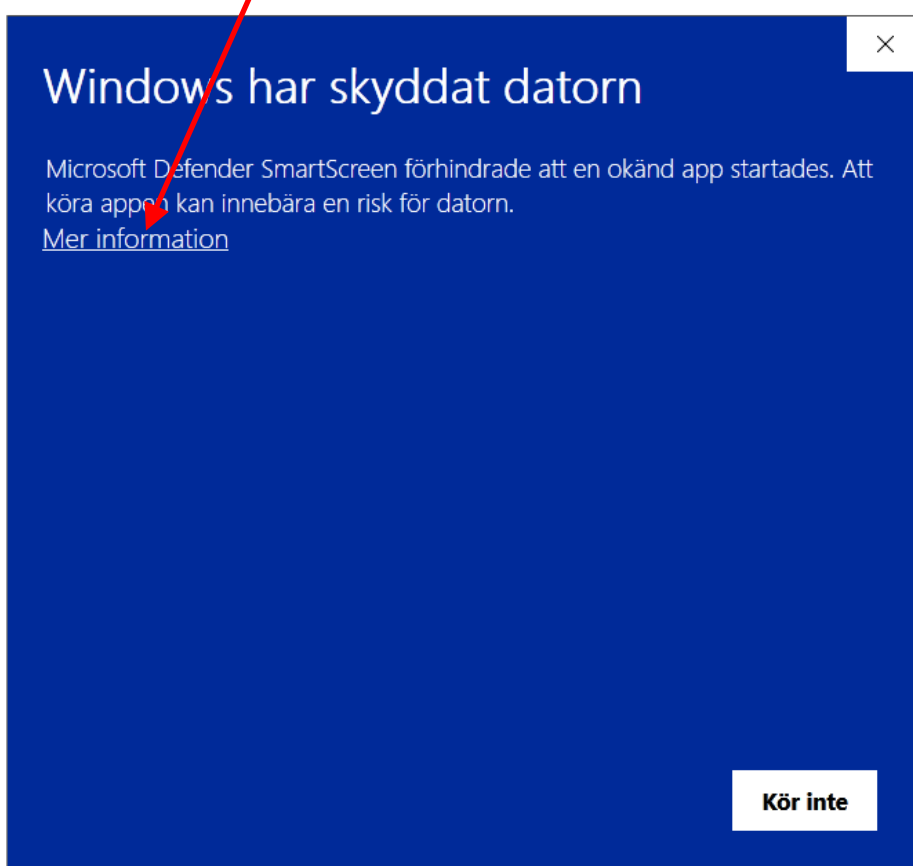 Windows har skyddat datorn
Microsoft Defender SmartScreen förhindrade att en okänd app startades. Att
köra appen kan innebära en risk för datorn.
Mer information
Kör inte